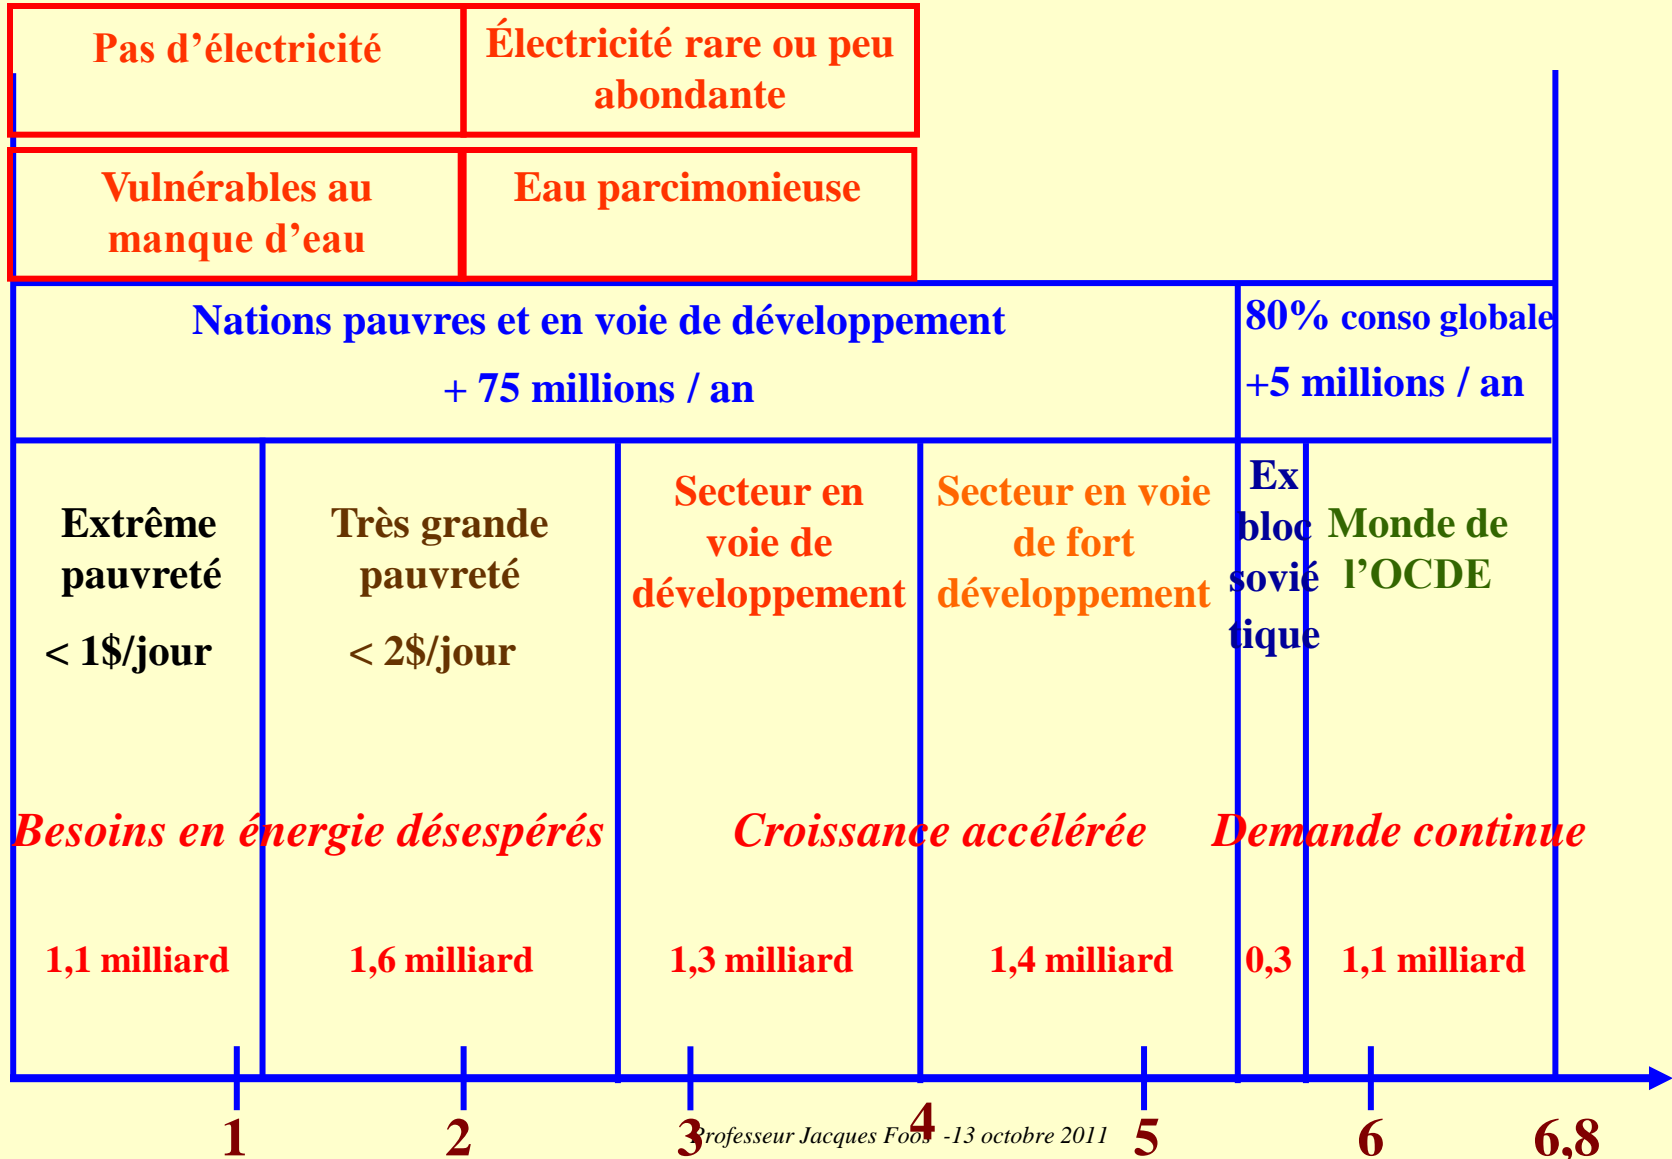 Pas d’électricité
Électricité rare ou peu
abondante
Vulnérables au
manque d’eau
Eau parcimonieuse
Nations pauvres et en voie de développement
+ 75 millions / an
80% conso globale
+5 millions / an
Extrême
pauvreté
< 1$/jour
Très grande
pauvreté
< 2$/jour
Secteur en
voie de
développement
Secteur en voie
de fort
développement
Ex
bloc
sovié
tique
Monde de
l’OCDE
Besoins en énergie désespérés
Croissance accélérée
Demande continue
1,1 milliard
1,6 milliard
1,3 milliard
1,4 milliard
0,3
1,1 milliard
1
2
3
4
5
6
6,8
Professeur Jacques Foos -13 octobre 2011